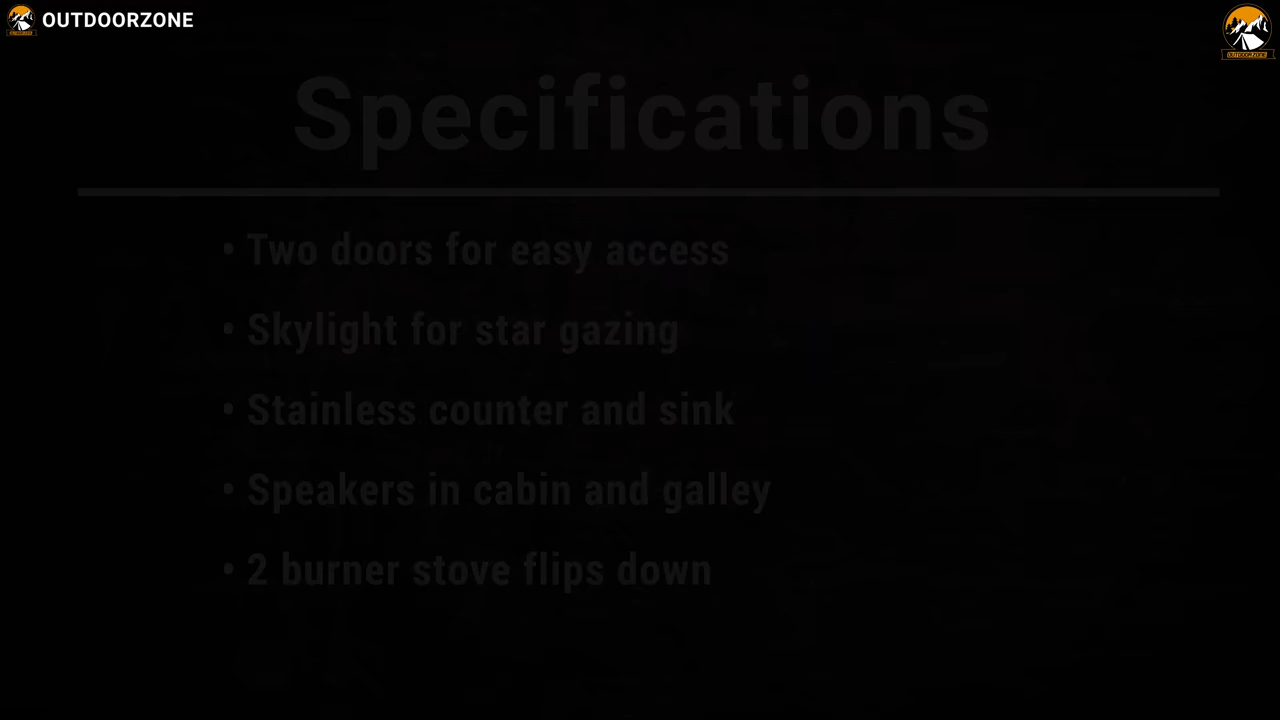 OUTDOORZONE
OUTDOORZONE
Specifications
• Two doors for easy access
• Skylight for star gazing
• Stainless counter and sink
• Speakers in cabin and galley
• 2 burner stove flips down